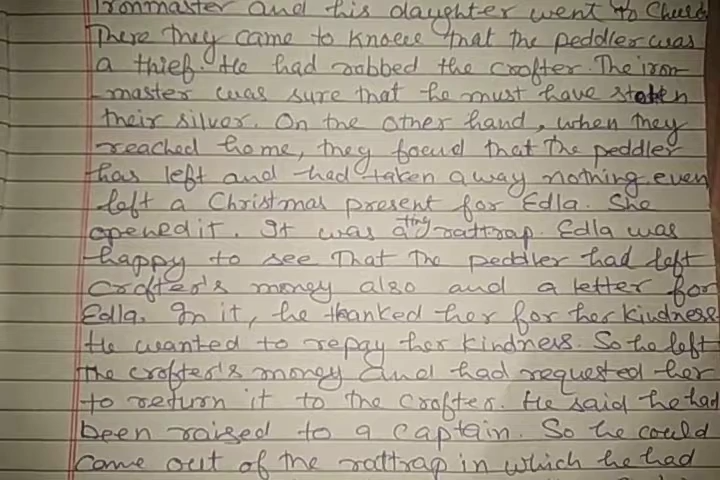 Ironmaster and his daughter went to Church
There they came to know that the peddler was
a thief. He had robbed the crofter. The iron-
-master was sure that he must have stolen
their silver. On the other hand, when they
reached home, they found that the peddler
has left and had taken away nothing even
left a Christmas present for Edla. She
opened it. It was a tiny rattrap. Edla was
happy to see that the peddler had left
Crofter's money also and a letter for
Edla. In it, he thanked her for her kindness.
He wanted to repay her kindness. So he left
the crofter's money and had requested her
to return it to the crofter. He said he had
been raised to a captain. So he could
come out of the rattrap in which he had